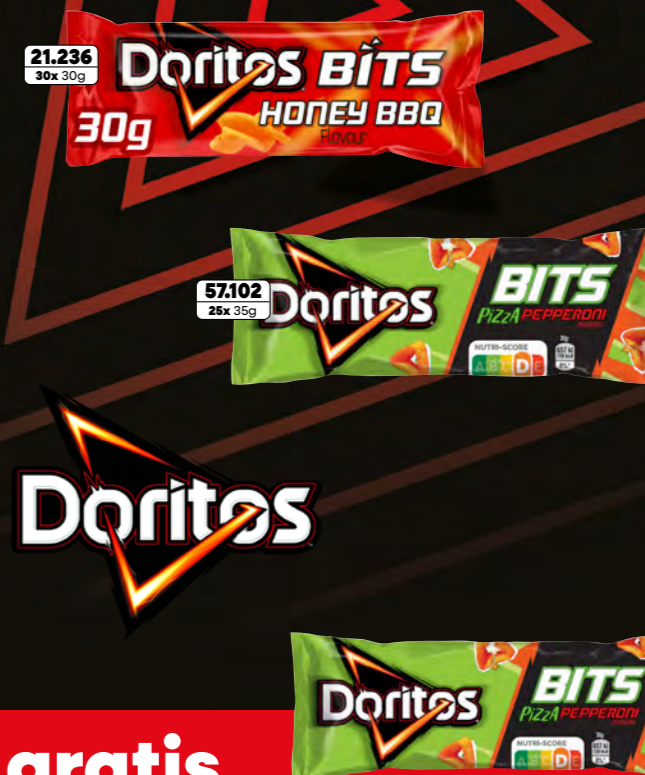 21.236
30x 30g
Doritos BITS
HONEY BBQ
Flavour
30g
57.102
25x 35g
Doritos
BITS
PIZZA PEPPERONI
NUTRI-SCORE
D E
Doritos
Doritos
BITS
PIZZA PEPPERONI
NUTRI-SCORE
D E
gratis